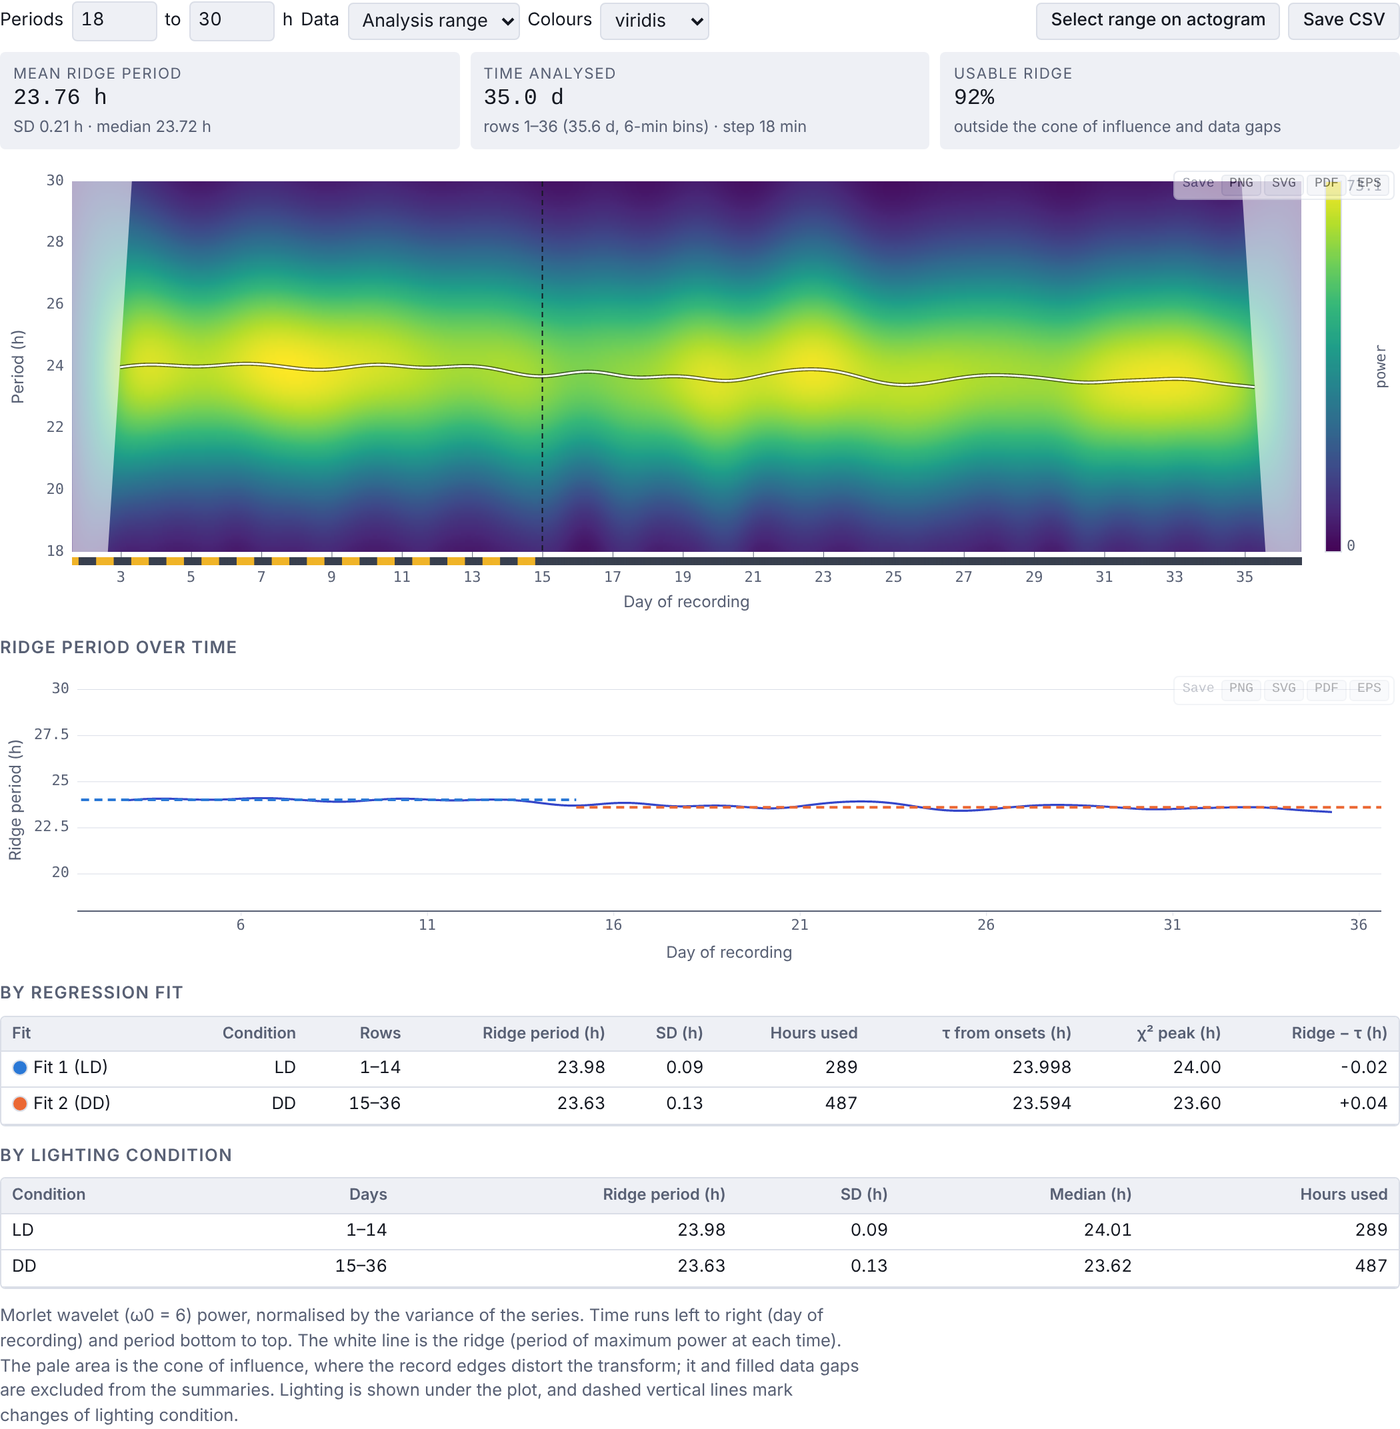 Periods 18 to 30 h Data Analysis range Colours viridis Select range on actogram Save CSV
MEAN RIDGE PERIOD
23.76 h
SD 0.21 h · median 23.72 h
TIME ANALYSED
35.0 d
rows 1–36 (35.6 d, 6-min bins) · step 18 min
USABLE RIDGE
92%
outside the cone of influence and data gaps
Save PNG SVG PDF EPS
30
28
26
24
22
20
18
Period (h)
73.1
0
power
3 5 7 9 11 13 15 17 19 21 23 25 27 29 31 33 35
Day of recording
RIDGE PERIOD OVER TIME
Save PNG SVG PDF EPS
30
27.5
25
22.5
20
Ridge period (h)
6 11 16 21 26 31 36
Day of recording
BY REGRESSION FIT
Fit Condition Rows Ridge period (h) SD (h) Hours used τ from onsets (h) χ² peak (h) Ridge − τ (h)
Fit 1 (LD) LD 1–14 23.98 0.09 289 23.998 24.00 -0.02
Fit 2 (DD) DD 15–36 23.63 0.13 487 23.594 23.60 +0.04
BY LIGHTING CONDITION
Condition Days Ridge period (h) SD (h) Median (h) Hours used
LD 1–14 23.98 0.09 24.01 289
DD 15–36 23.63 0.13 23.62 487
Morlet wavelet (ω0 = 6) power, normalised by the variance of the series. Time runs left to right (day of
recording) and period bottom to top. The white line is the ridge (period of maximum power at each time).
The pale area is the cone of influence, where the record edges distort the transform; it and filled data gaps
are excluded from the summaries. Lighting is shown under the plot, and dashed vertical lines mark
changes of lighting condition.